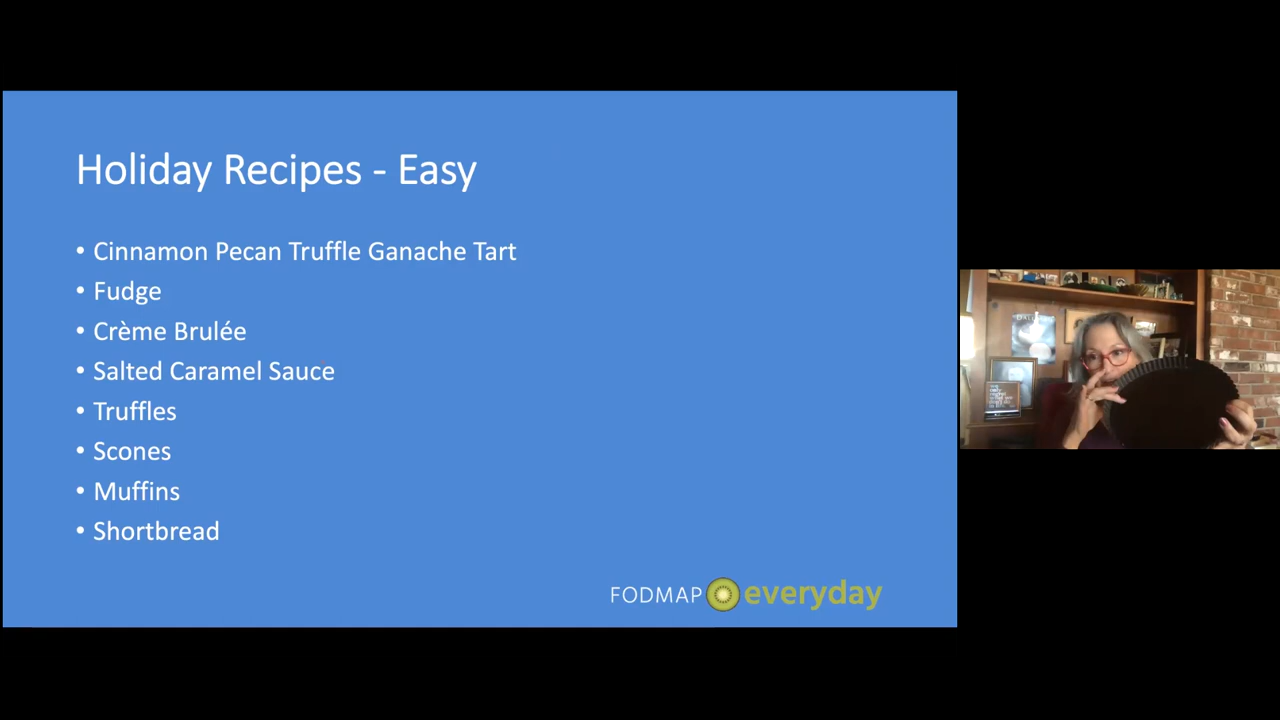 Holiday Recipes - Easy
• Cinnamon Pecan Truffle Ganache Tart
• Fudge
• Crème Brulée
• Salted Caramel Sauce
• Truffles
• Scones
• Muffins
• Shortbread
FODMAP everyday